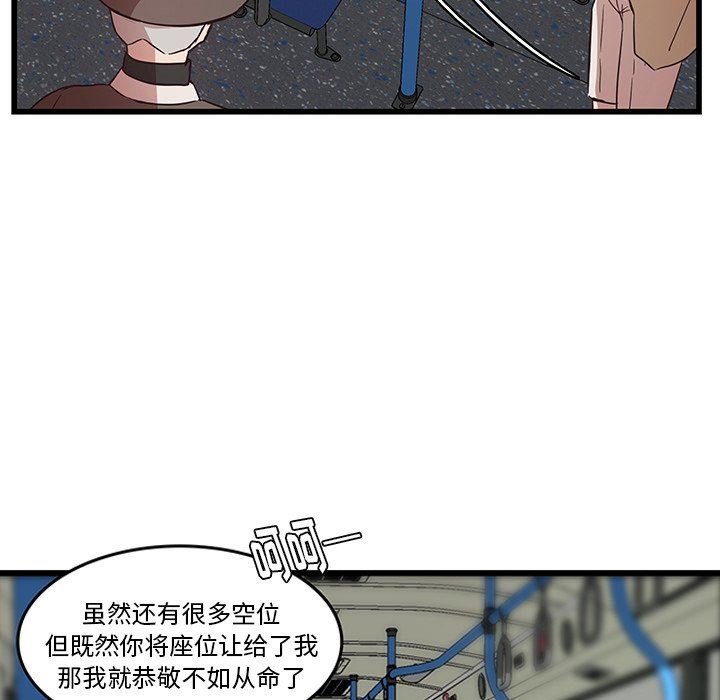 呵呵一
虽然还有很多空位
但既然你将座位让给了我
那我就恭敬不如从命了